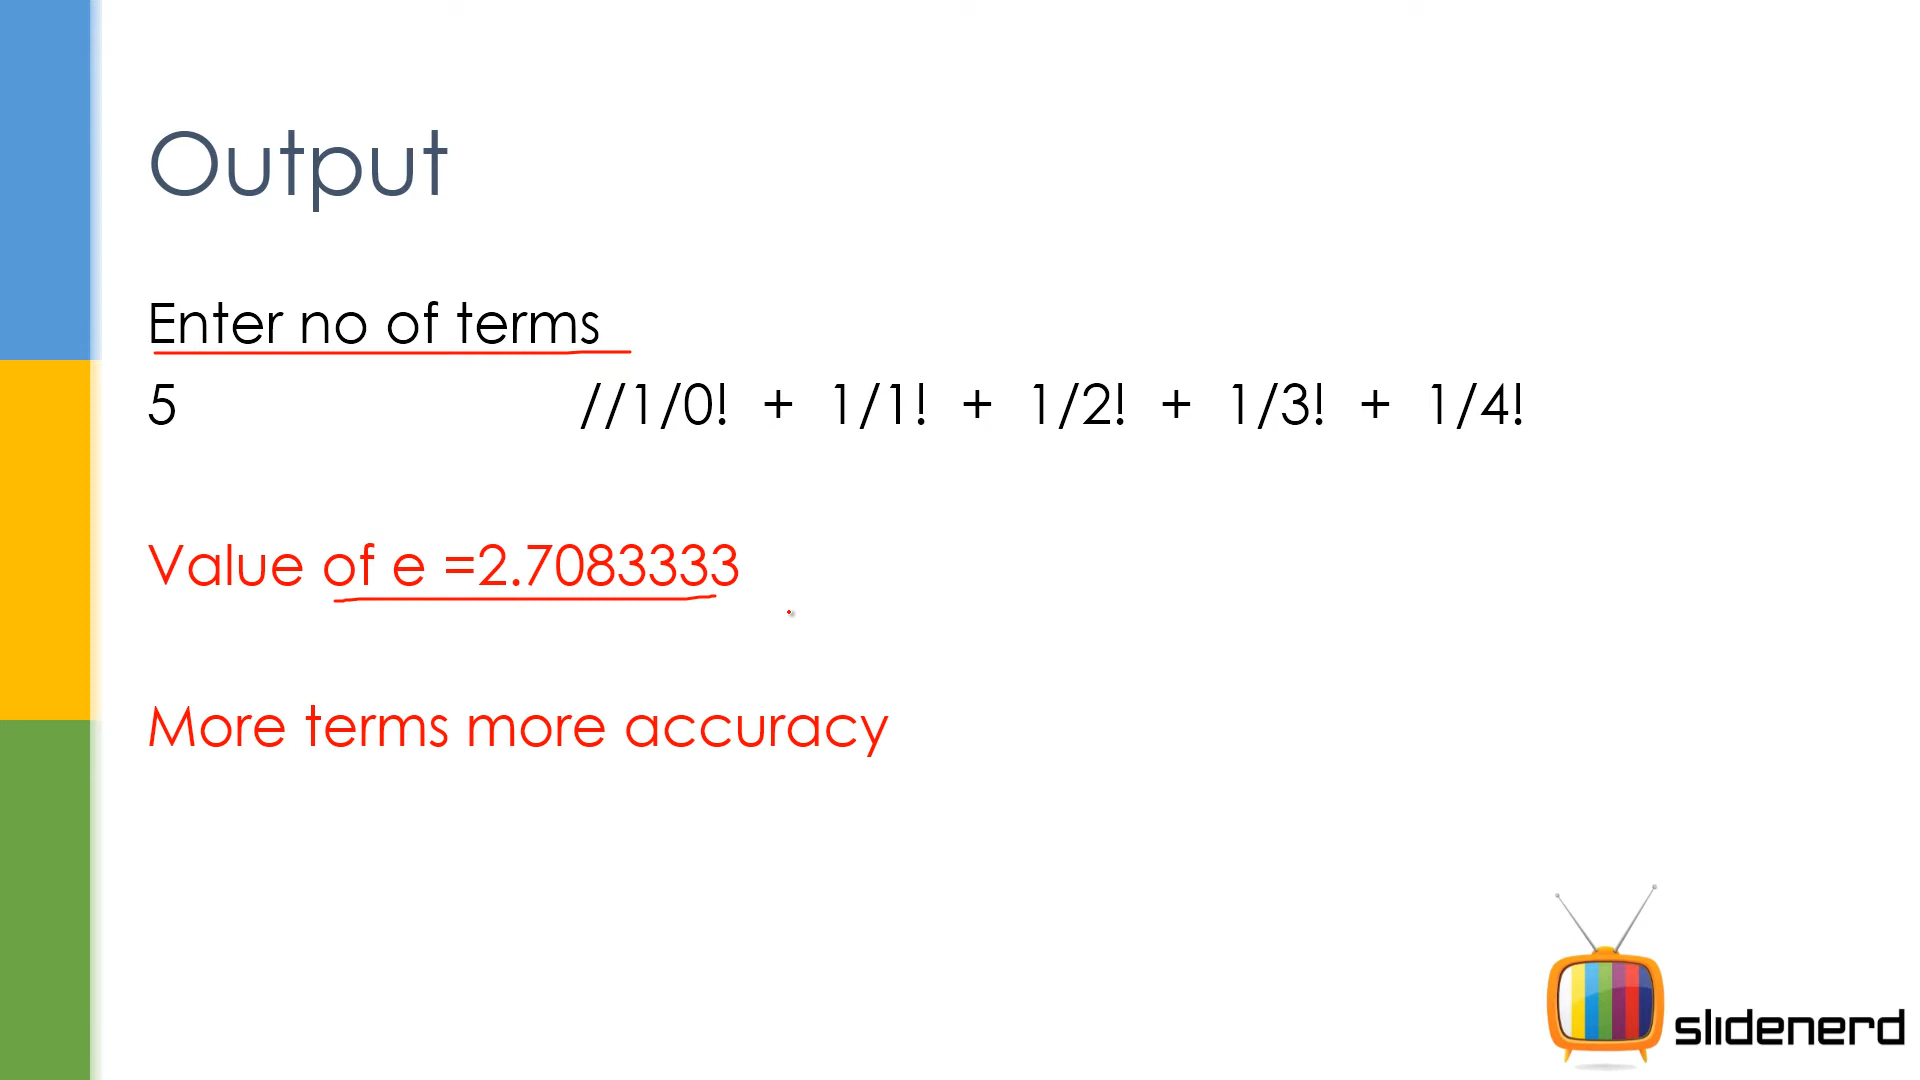 Output
Enter no of terms
5 //1/0! + 1/1! + 1/2! + 1/3! + 1/4!
Value of e =2.7083333
More terms more accuracy
slidenerd